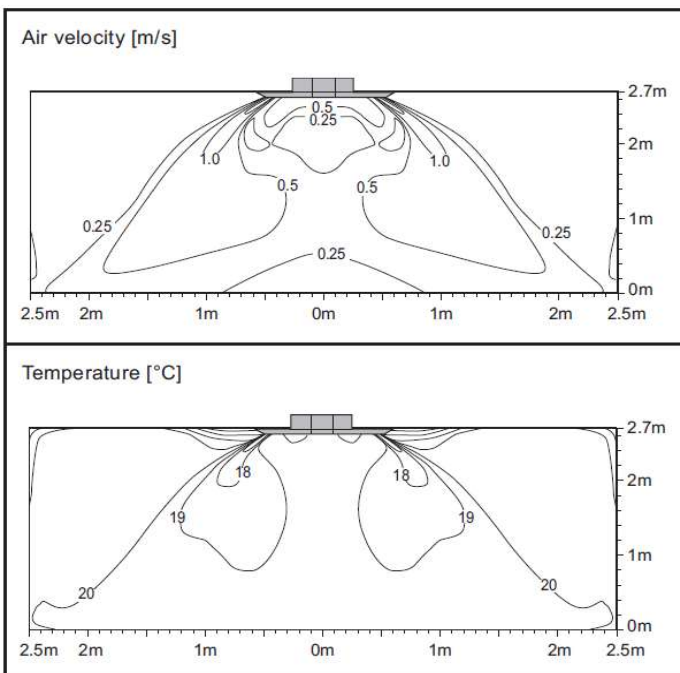 Air velocity [m/s]
2.7m
0.5
0.25
2m
1.0 1.0
0.5 0.5
1m
0.25 0.25
0.25
0m
2.5m 2m 1m 0m 1m 2m 2.5m
Temperature [°C]
2.7m
18 18 2m
19 19
1m
20 20
0m
2.5m 2m 1m 0m 1m 2m 2.5m